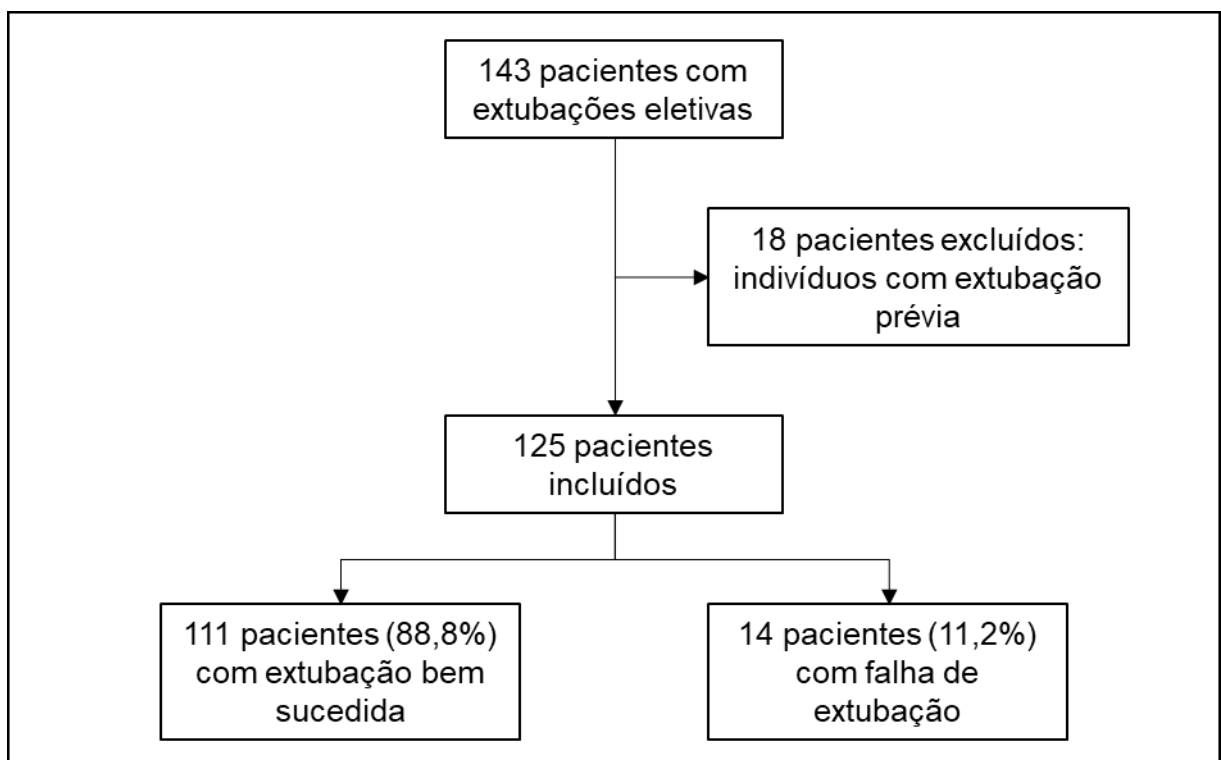 143 pacientes com
extubações eletivas
18 pacientes excluídos:
indivíduos com extubação
prévia
125 pacientes
incluídos
111 pacientes (88,8%)
com extubação bem
sucedida
14 pacientes (11,2%)
com falha de
extubação